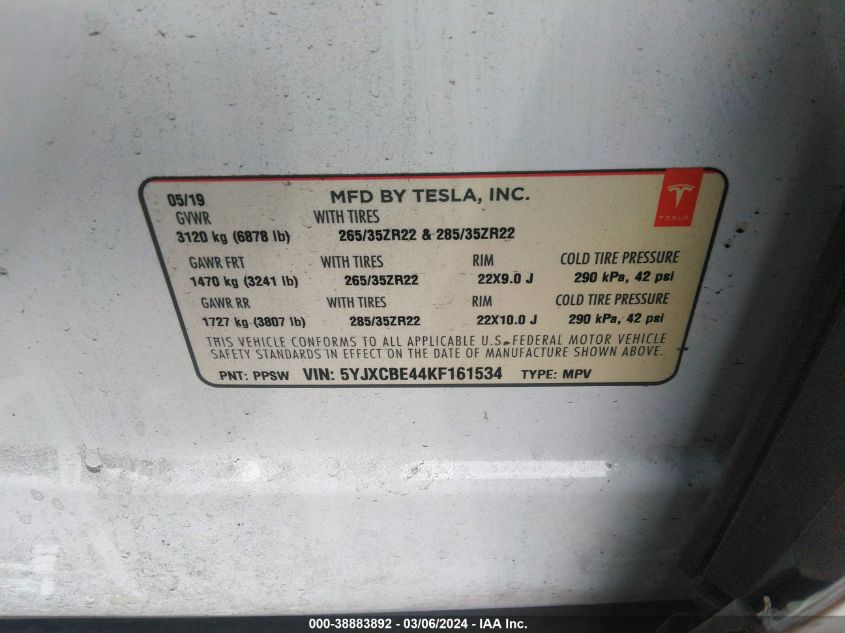 05/19 MFD BY TESLA, INC.
TESLA
GVWR WITH TIRES
3120 kg (6878 lb) 265/35ZR22 & 285/35ZR22
GAWR FRT WITH TIRES RIM COLD TIRE PRESSURE
1470 kg (3241 lb) 265/35ZR22 22X9.0 J 290 kPa, 42 psi
GAWR RR WITH TIRES RIM COLD TIRE PRESSURE
1727 kg (3807 lb) 285/35ZR22 22X10.0 J 290 kPa, 42 psi
THIS VEHICLE CONFORMS TO ALL APPLICABLE U.S. FEDERAL MOTOR VEHICLE
SAFETY STANDARDS IN EFFECT ON THE DATE OF MANUFACTURE SHOWN ABOVE.
PNT: PPSW VIN: 5YJXCBE44KF161534 TYPE: MPV
000-38883892 - 03/06/2024 - IAA Inc.